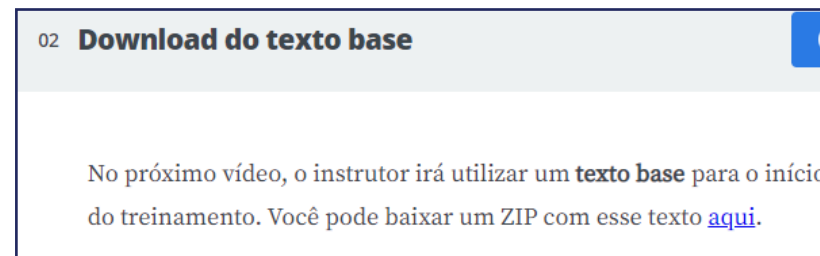 02 Download do texto base
No próximo vídeo, o instrutor irá utilizar um texto base para o início
do treinamento. Você pode baixar um ZIP com esse texto aqui.